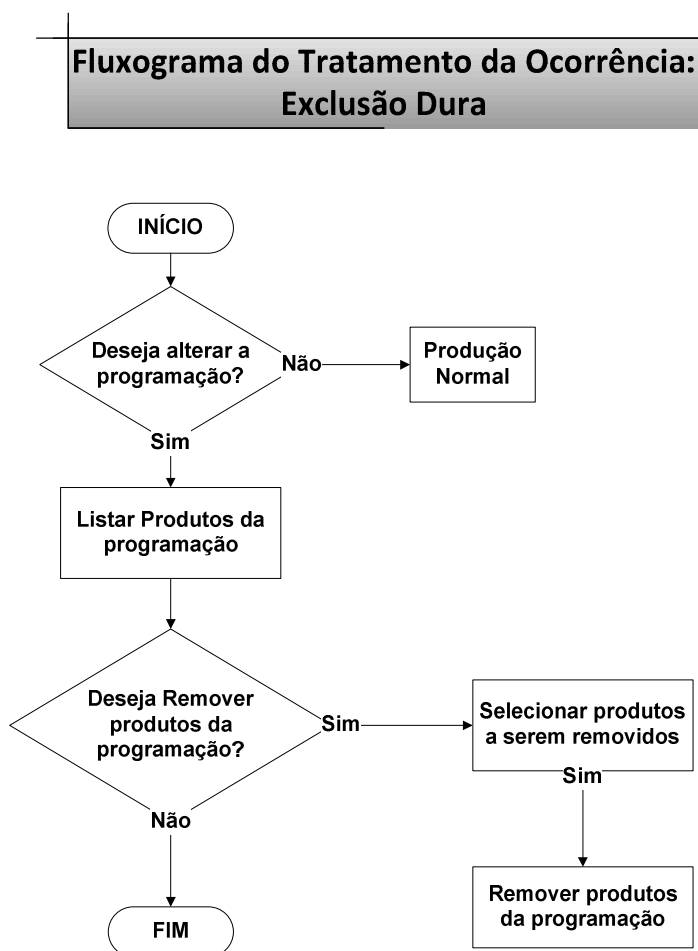 Fluxograma do Tratamento da Ocorrência:
Exclusão Dura
INÍCIO
Deseja alterar a
programação?
Não
Produção
Normal
Sim
Listar Produtos da
programação
Deseja Remover
produtos da
programação?
Sim
Selecionar produtos
a serem removidos
Sim
Não
Remover produtos
da programação
FIM